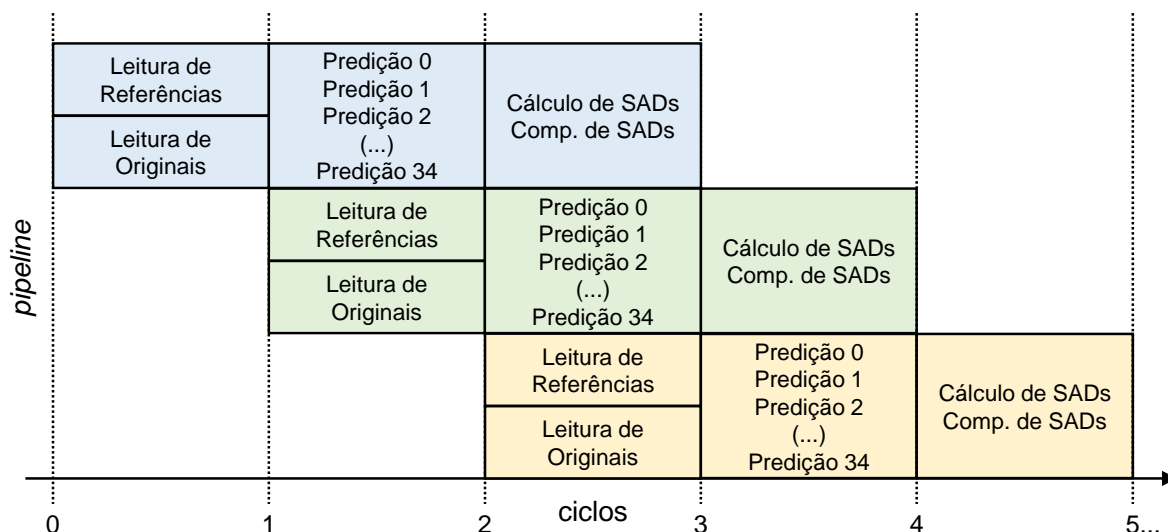 Leitura de
Referências
Leitura de
Originais
Predição 0
Predição 1
Predição 2
(...)
Predição 34
Cálculo de SADs
Comp. de SADs
Leitura de
Referências
Leitura de
Originais
Predição 0
Predição 1
Predição 2
(...)
Predição 34
Cálculo de SADs
Comp. de SADs
Leitura de
Referências
Leitura de
Originais
Predição 0
Predição 1
Predição 2
(...)
Predição 34
Cálculo de SADs
Comp. de SADs
pipeline
ciclos
0 1 2 3 4 5...